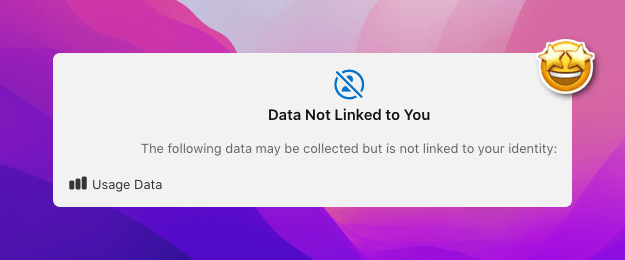 Data Not Linked to You
The following data may be collected but is not linked to your identity:
Usage Data